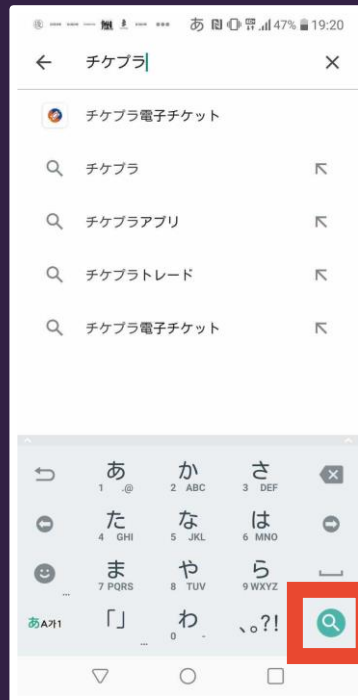 あ 47% 19:20
チケプラ
チケプラ電子チケット
チケプラ
チケプラアプリ
チケプラトレード
チケプラ電子チケット
あ か さ
1 .@ 2 ABC 3 DEF
た な は
4 GHI 5 JKL 6 MNO
ま や ら
7 PQRS 8 TUV 9 WXYZ
... 
あA가1 「」 わ 、。?!
... 0 .